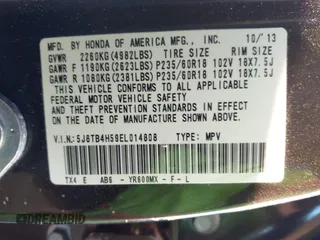 MFD. BY HONDA OF AMERICA MFG., INC. 10/'13
GVWR 2260KG(4982LBS) TIRE SIZE RIM SIZE
GAWR F 1190KG(2623LBS) P235/60R18 102V 18X7.5J
GAWR R 1080KG(2381LBS) P235/60R18 102V 18X7.5J
THIS VEHICLE CONFORMS TO ALL APPLICABLE
FEDERAL MOTOR VEHICLE SAFETY, BUMPER, AND
THEFT PREVENTION STANDARDS IN EFFECT
ON THE DATE OF MANUFACTURE SHOWN ABOVE.
V.I.N.:5J8TB4H59EL014808 TYPE: MPV
TX4 E AB6 - YR600MX - F - L
DREAMBID